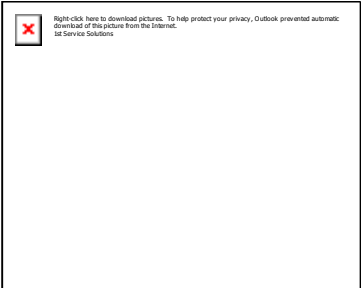 Right-click here to download pictures. To help protect your privacy, Outlook prevented automatic
download of this picture from the Internet.
1st Service Solutions